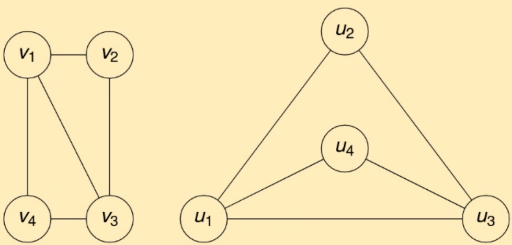 v₁ v₂
v₄ v₃
u₂
u₄
u₁ u₃